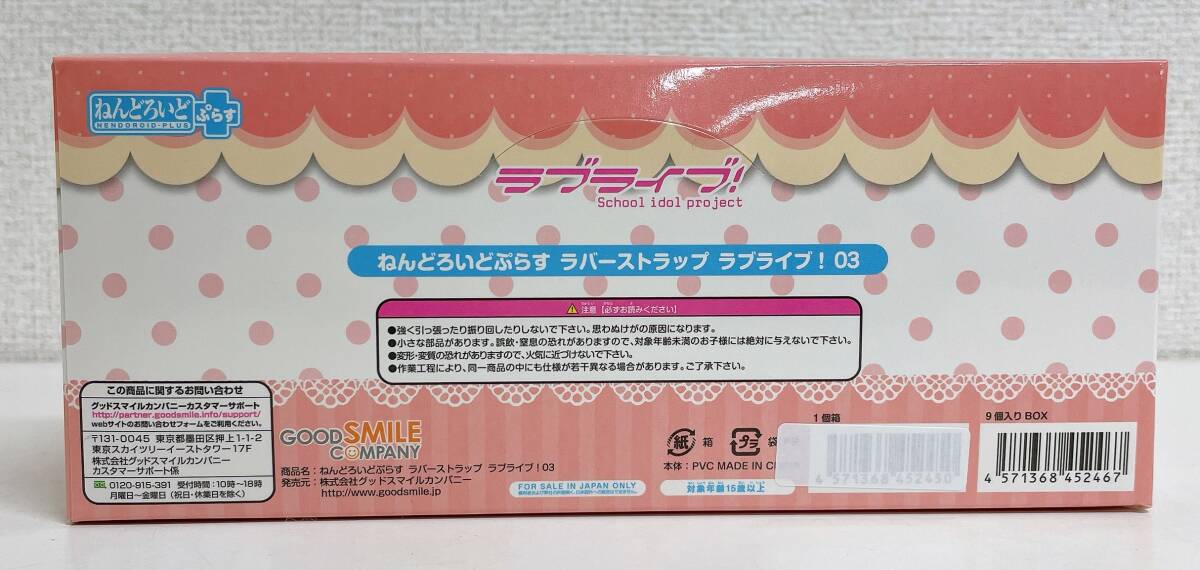 ねんどろいど
NENDOROID-PLUS
ぷらす
ラブライブ!
School idol project
ねんどろいどぷらす ラバーストラップ ラブライブ! 03
注意【必ずお読みください】
●強く引っ張ったり振り回したりしないで下さい。思わぬけがの原因になります。
●小さな部品があります。誤飲・窒息の恐れがありますので、対象年齢未満のお子様には絶対に与えないで下さい。
●変形・変質の恐れがありますので、火気に近づけないで下さい。
●作業工程により、同一商品の中にも仕様が若干異なる場合があります。ご了承下さい。
この商品に関するお問い合わせ
グッドスマイルカンパニーカスタマーサポート
http://partner.goodsmile.info/support/
webサイトのお問い合わせフォームをご利用ください。
〒131-0045 東京都墨田区押上1-1-2
東京スカイツリーイーストタワー17F
株式会社グッドスマイルカンパニー
カスタマーサポート係
0120-915-391 受付時間:10時~18時
月曜日~金曜日(祝日・休業日を除く)
GOOD SMILE
COMPANY
商品名:ねんどろいどぷらす ラバーストラップ ラブライブ!03
発売元:株式会社グッドスマイルカンパニー
http://www.goodsmile.jp/
FOR SALE IN JAPAN ONLY
紙 箱
プラ 袋
本体:PVC MADE IN C
対象年齢15歳以上
1個箱
4 571368 452450
9個入りBOX
4 571368 452467